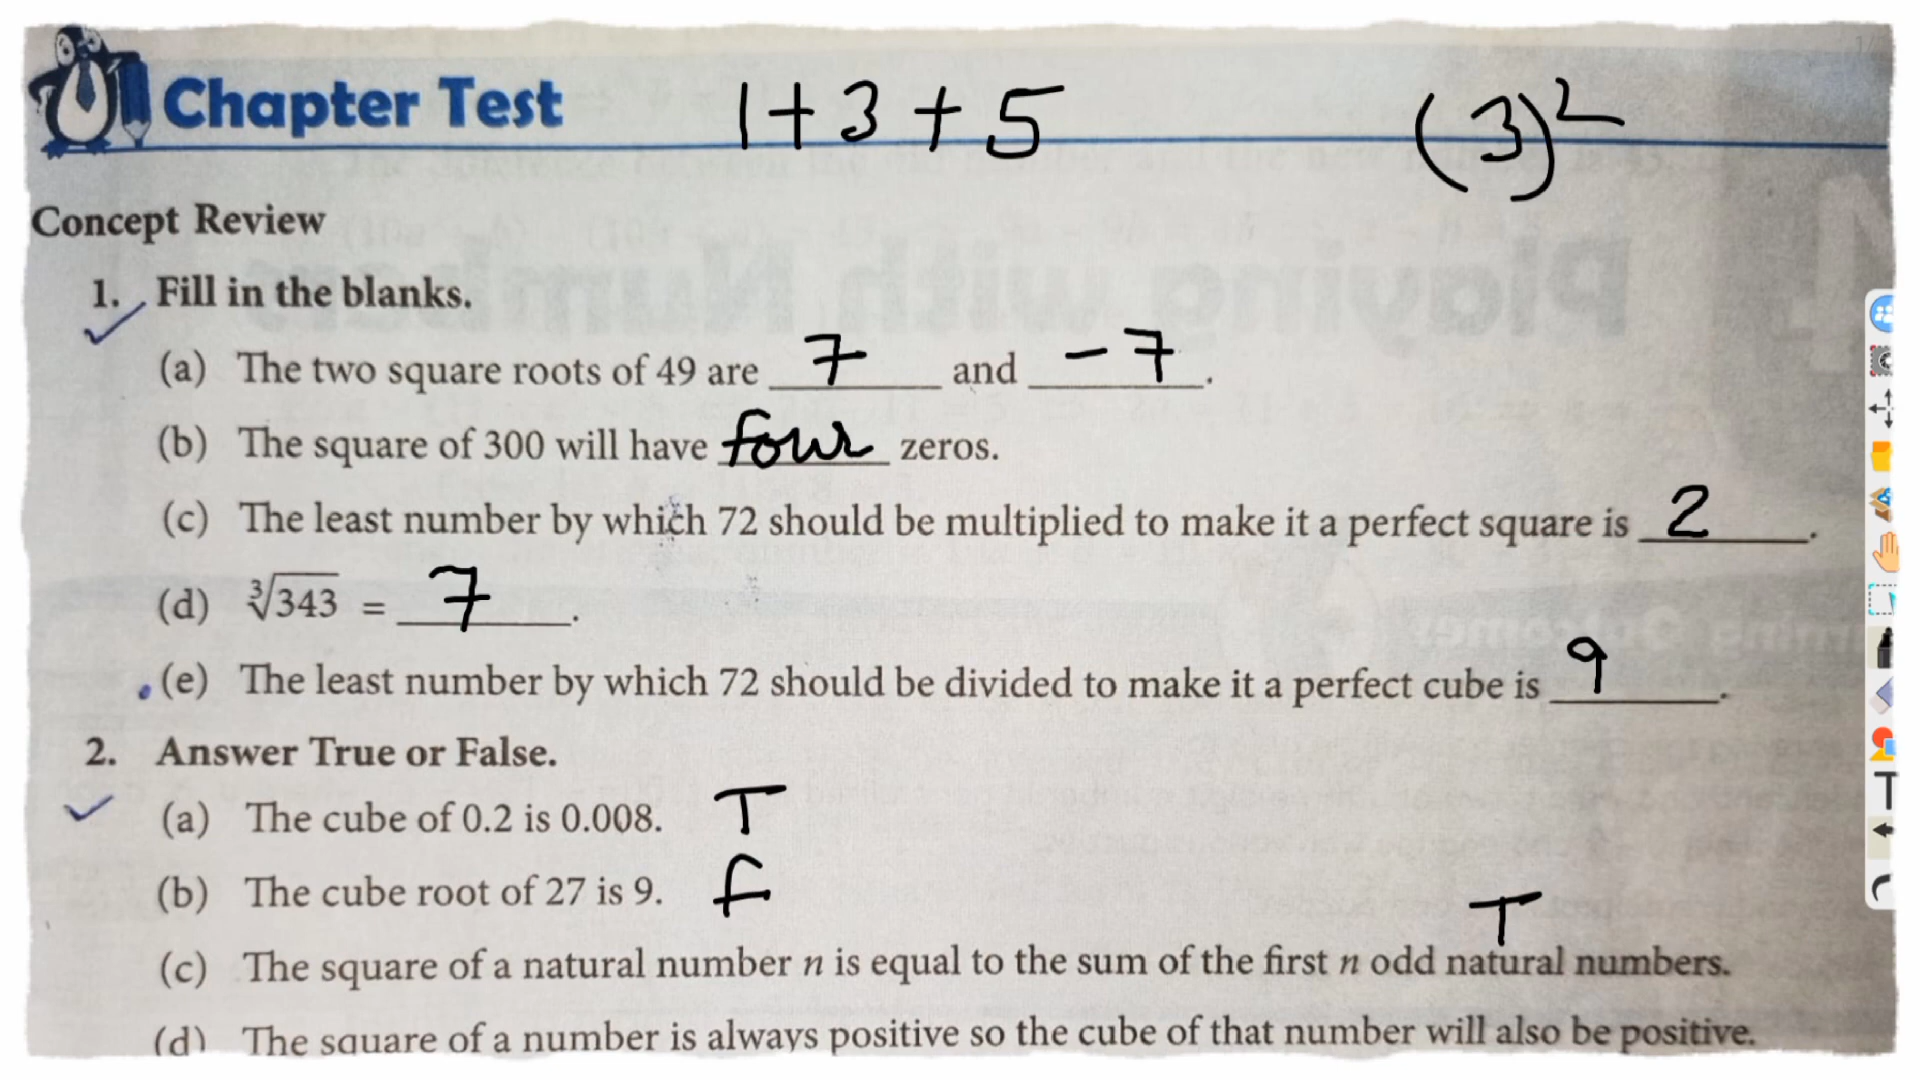 Chapter Test 1 + 3 + 5 (3)²
Concept Review
1. Fill in the blanks.
(a) The two square roots of 49 are 7 and -7.
(b) The square of 300 will have four zeros.
(c) The least number by which 72 should be multiplied to make it a perfect square is 2.
(d) ∛343 = 7.
(e) The least number by which 72 should be divided to make it a perfect cube is 9.
2. Answer True or False.
(a) The cube of 0.2 is 0.008. T
(b) The cube root of 27 is 9. F
(c) The square of a natural number n is equal to the sum of the first n odd natural numbers. T
(d) The square of a number is always positive so the cube of that number will also be positive.